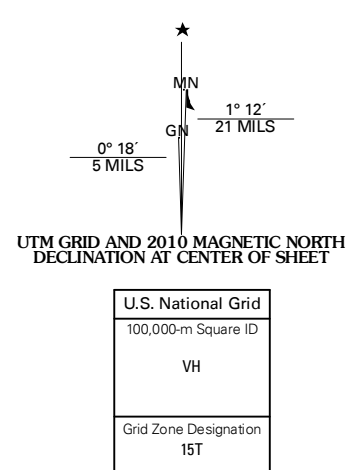 ★
MN
1° 12´
21 MILS
GN
0° 18´
5 MILS
UTM GRID AND 2010 MAGNETIC NORTH
DECLINATION AT CENTER OF SHEET
U.S. National Grid
100,000-m Square ID
VH
Grid Zone Designation
15T